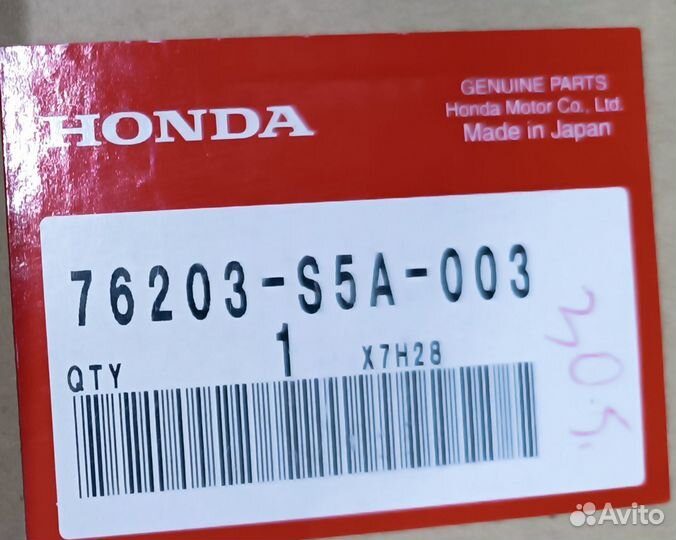 HONDA
GENUINE PARTS
Honda Motor Co., Ltd.
Made in Japan
76203-S5A-003
QTY 1 X7H28
Avito